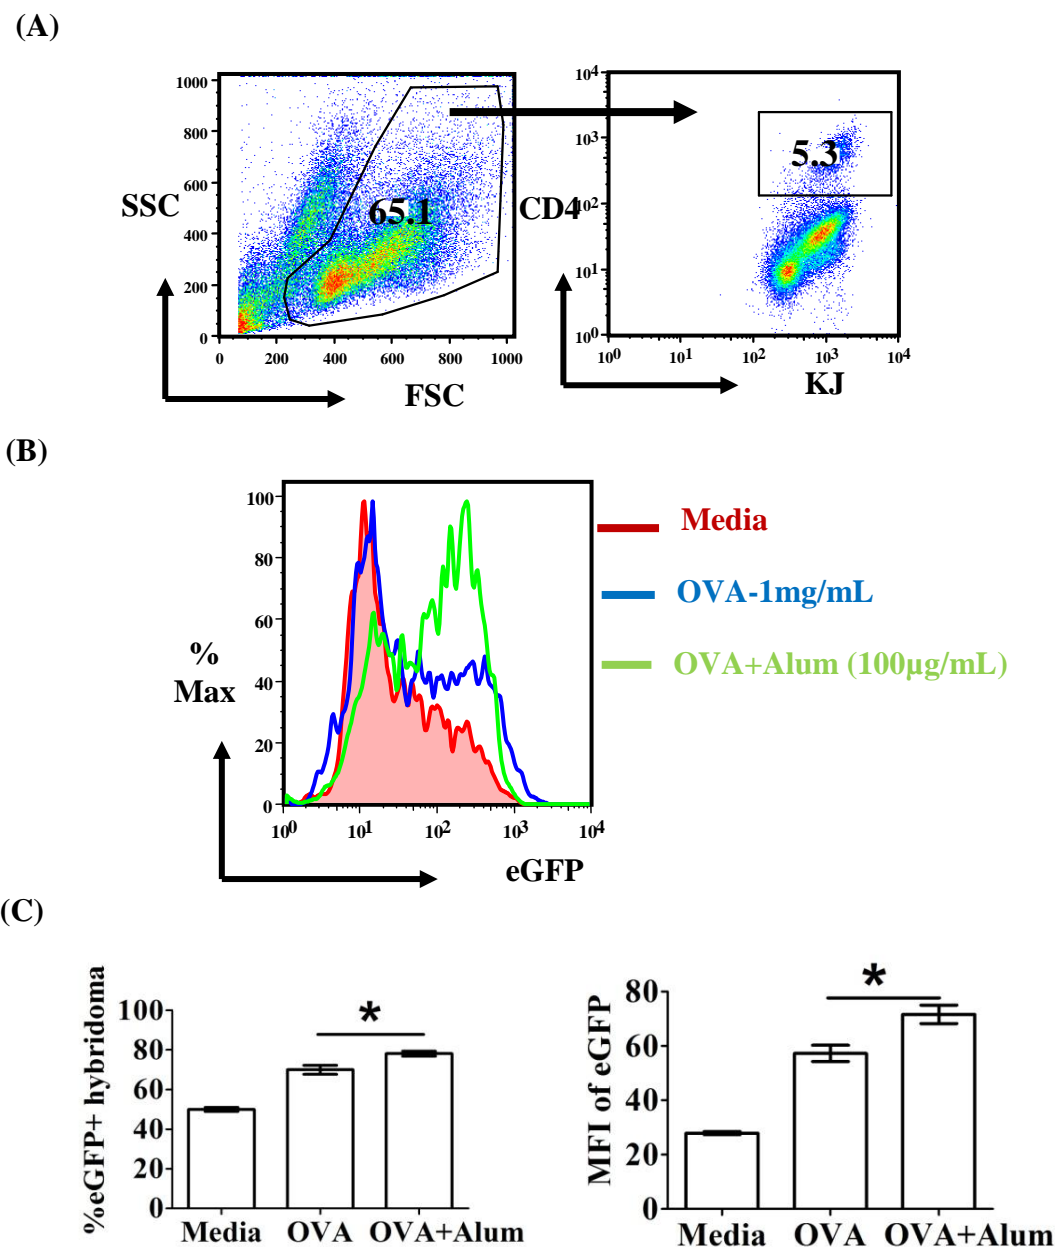 (A)
1000
800
600
400
200
0
SSC
65.1
0 200 400 600 800 1000
FSC
10^4
10^3
10^2
10^1
10^0
CD4
5.3
10^0 10^1 10^2 10^3 10^4
KJ
(B)
100
80
60
40
20
0
%
Max
10^0 10^1 10^2 10^3 10^4
eGFP
Media
OVA-1mg/mL
OVA+Alum (100µg/mL)
(C)
%eGFP+ hybridoma
100
80
60
40
20
0
*
Media OVA OVA+Alum
MFI of eGFP
80
60
40
20
0
*
Media OVA OVA+Alum